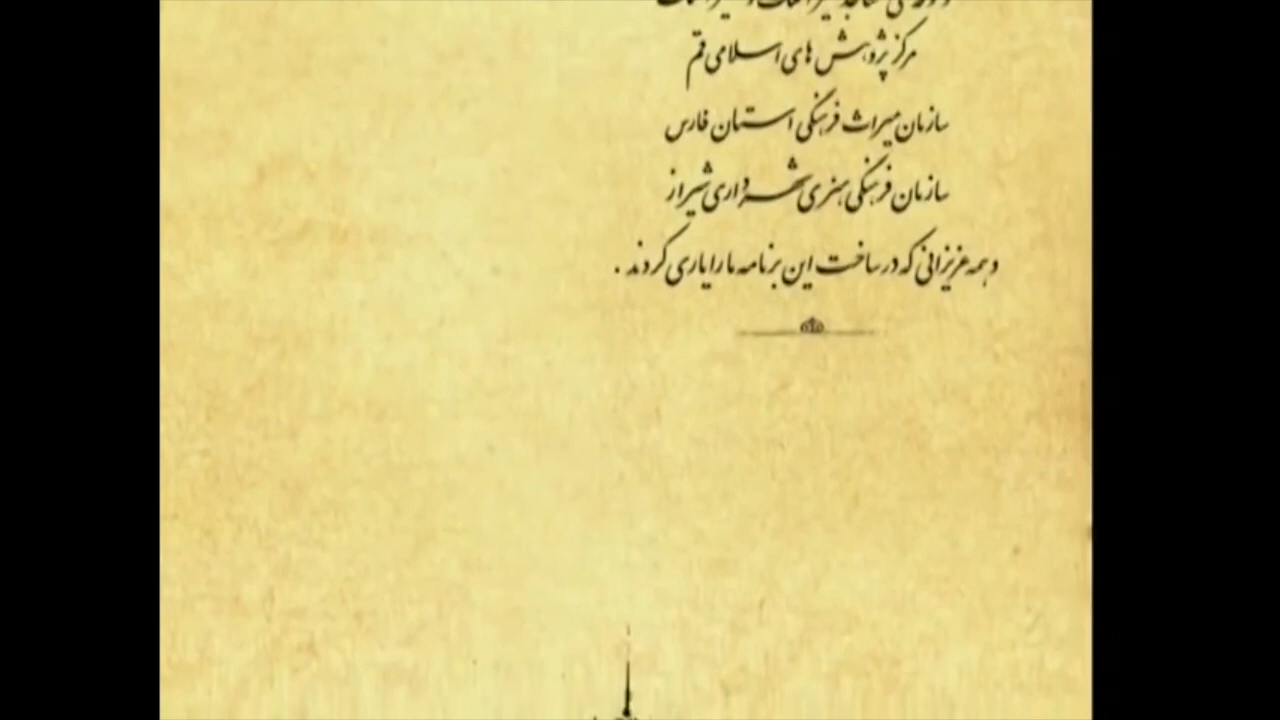 مرکز پژوهش های اسلامی قم
سازمان میراث فرهنگی استان فارس
سازمان فرهنگی هنری شهرداری شیراز
و همه عزیزانی که در ساخت این برنامه ما را یاری کردند .